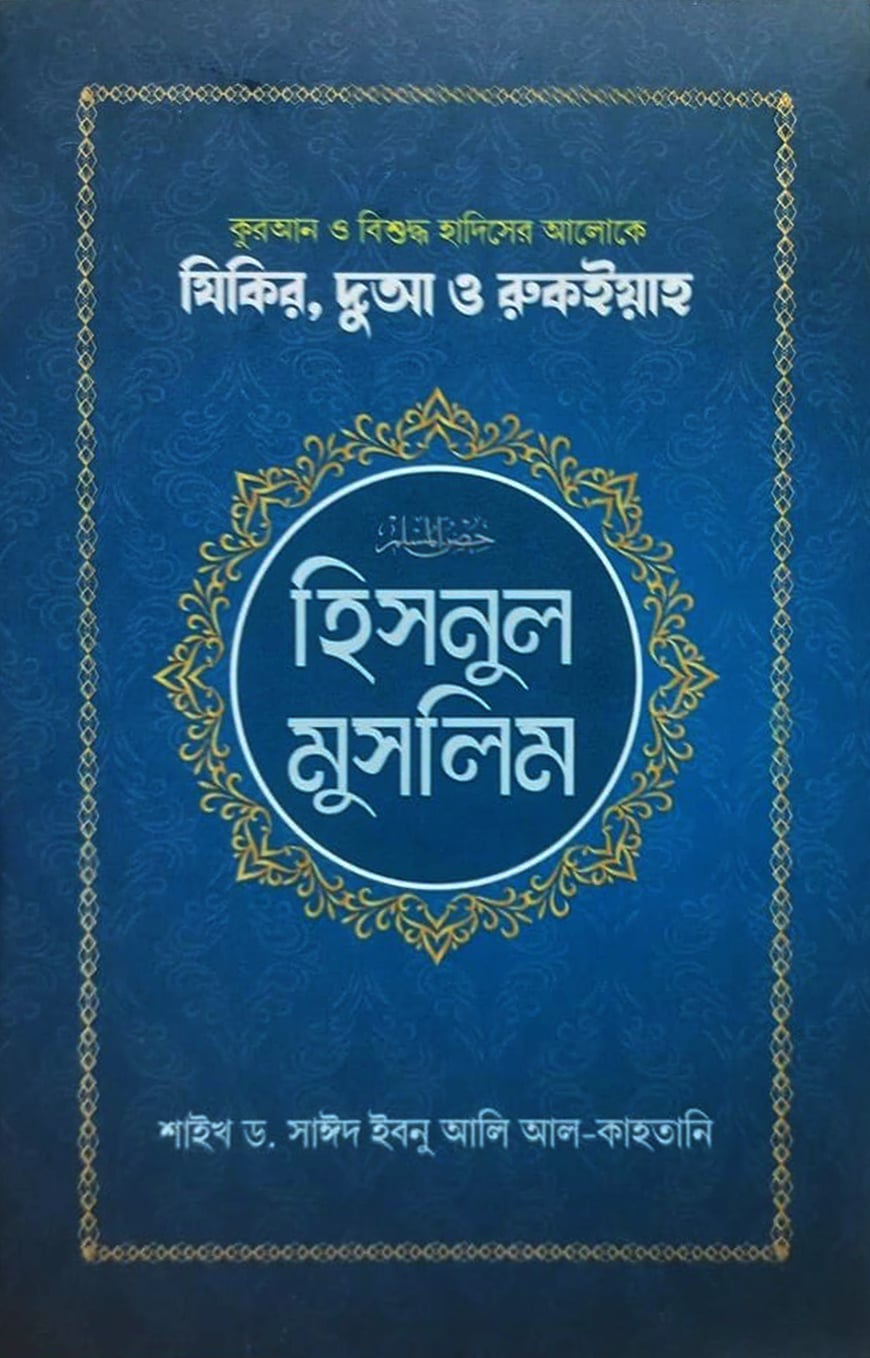 কুরআন ও বিশুদ্ধ হাদিসের আলোকে
যিকির, দুআ ও রুকইয়াহ
حصن المسلم
হিসনুল
মুসলিম
শাইখ ড. সাঈদ ইবনু আলি আল-কাহতানি